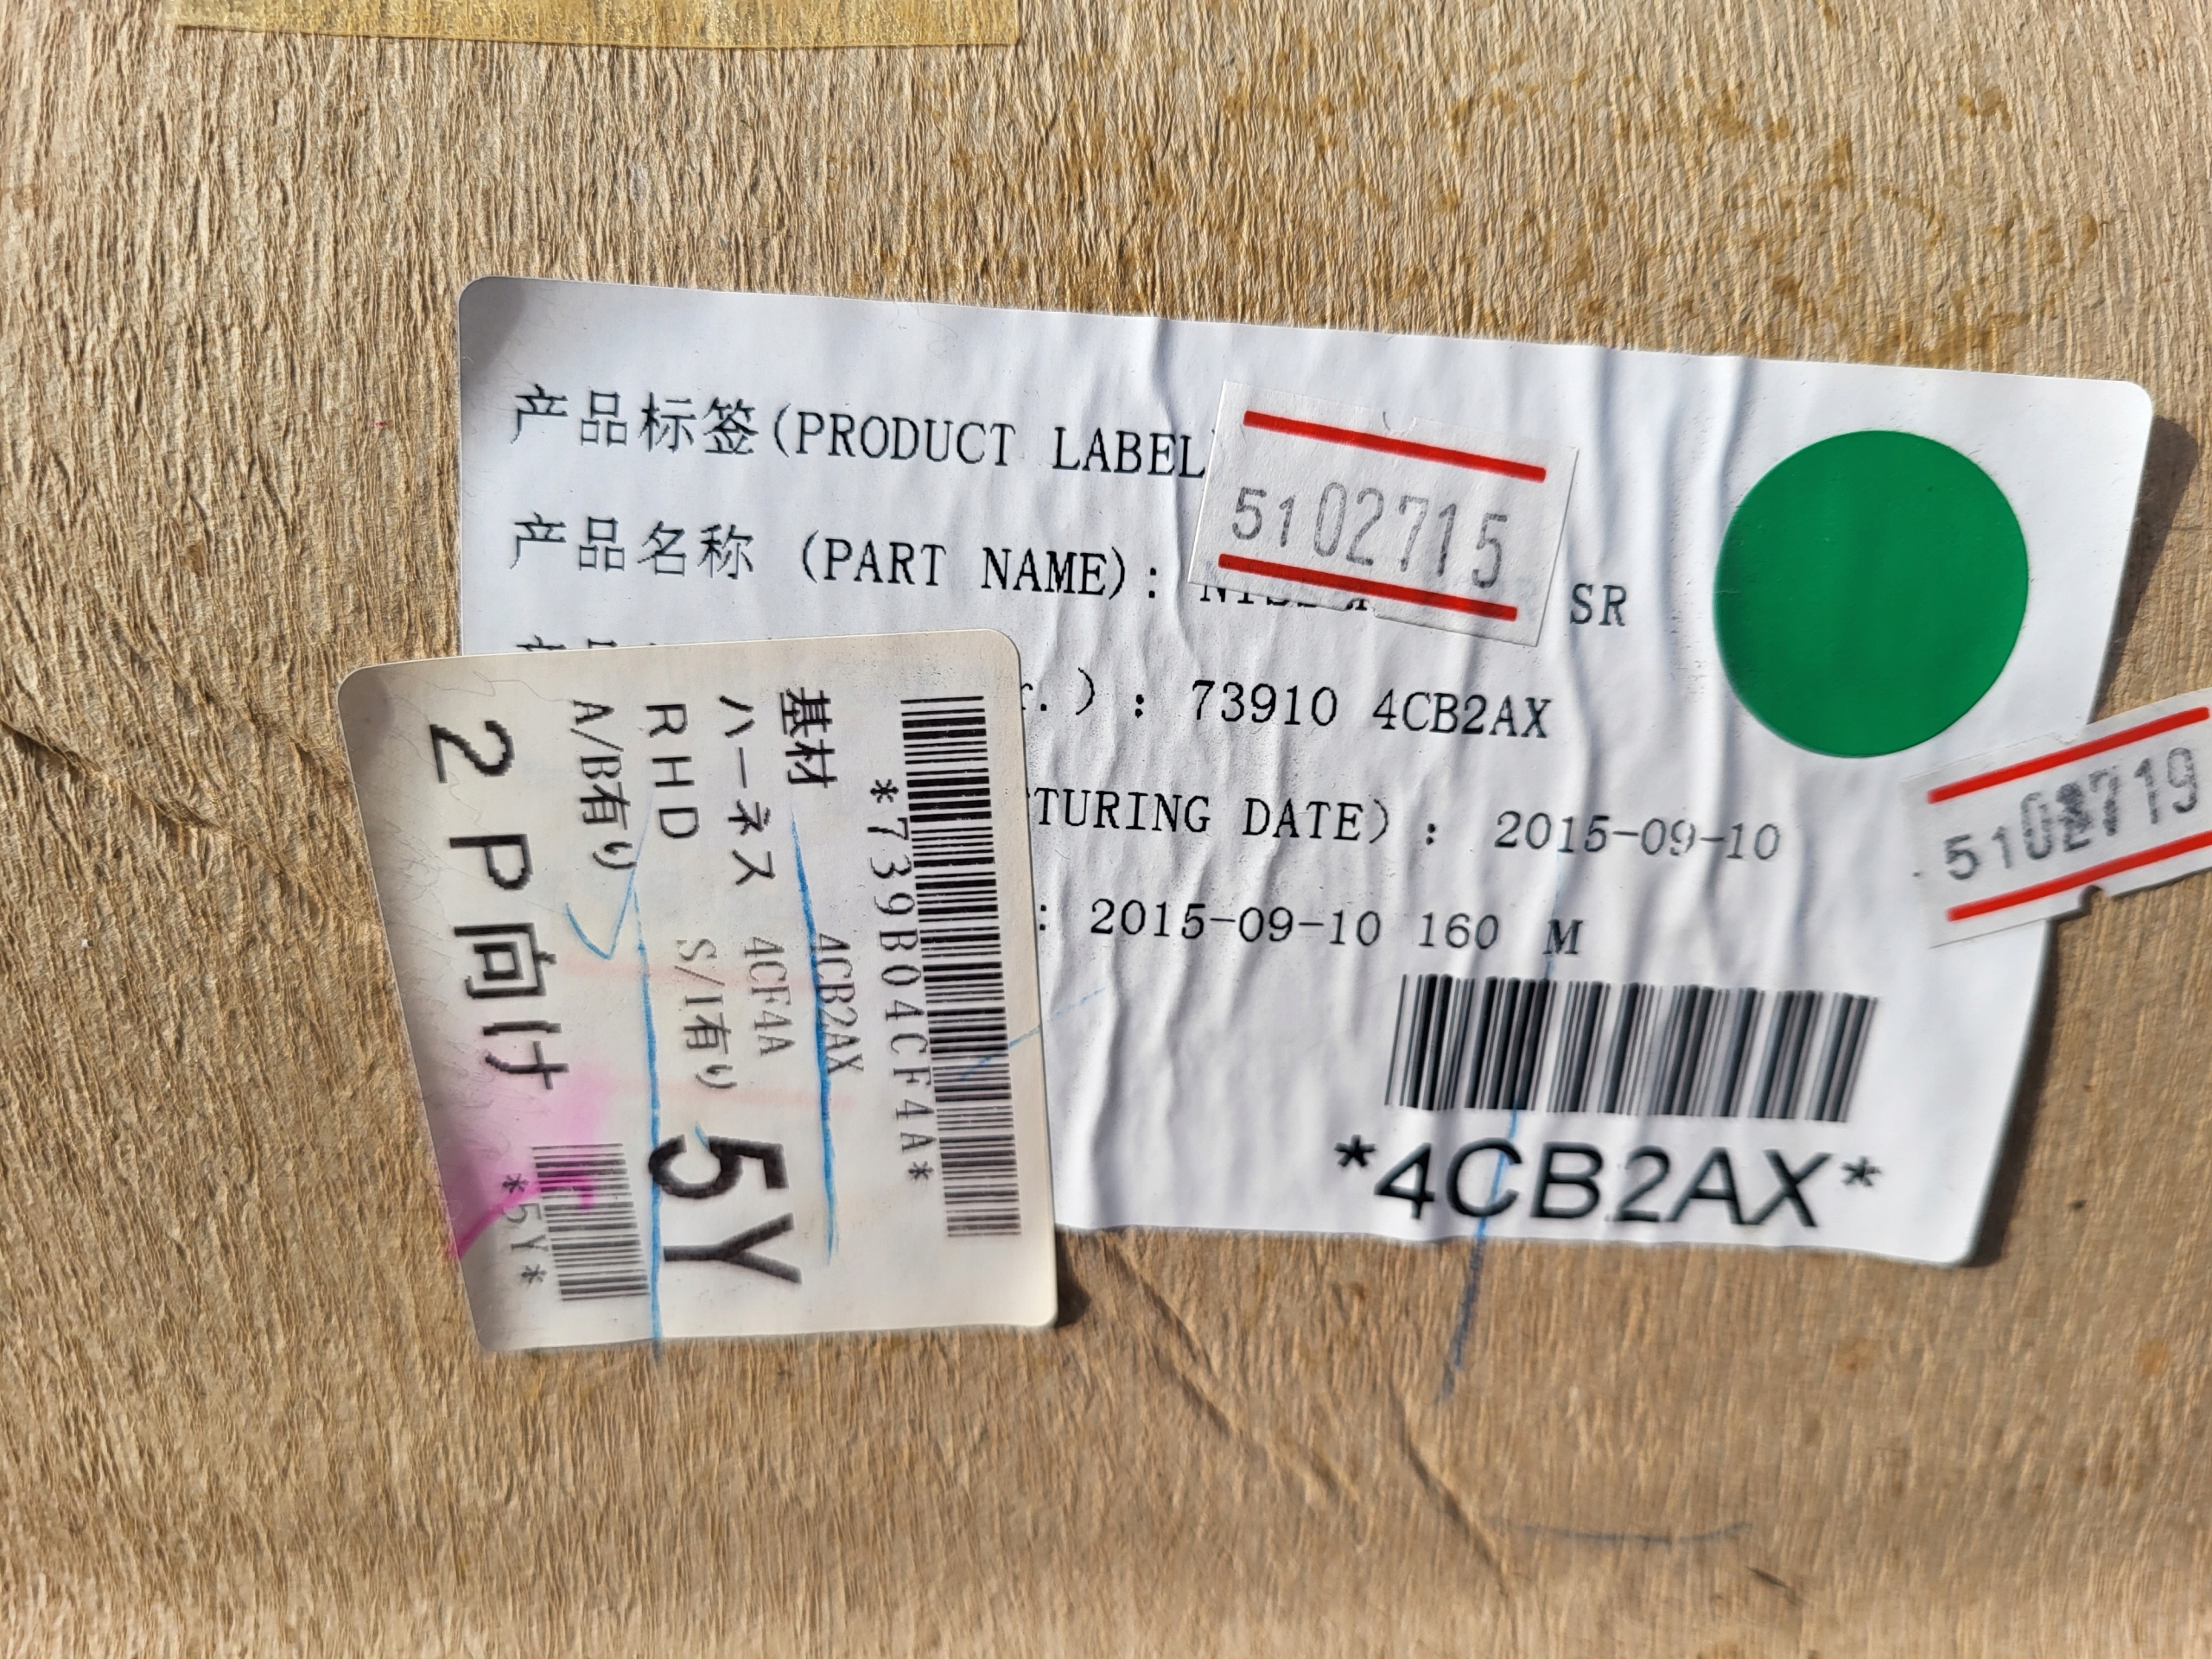 产品标签(PRODUCT LABEL
5102715
产品名称 (PART NAME):
SR
.) : 73910 4CB2AX
TURING DATE) : 2015-09-10
5102719
: 2015-09-10 160 M
*4CB2AX*
*739B04CF4A*
基材 4CB2AX
ハーネス 4CF4A
RHD S/I有り
5Y
A/B有り
2P向け
*5Y*